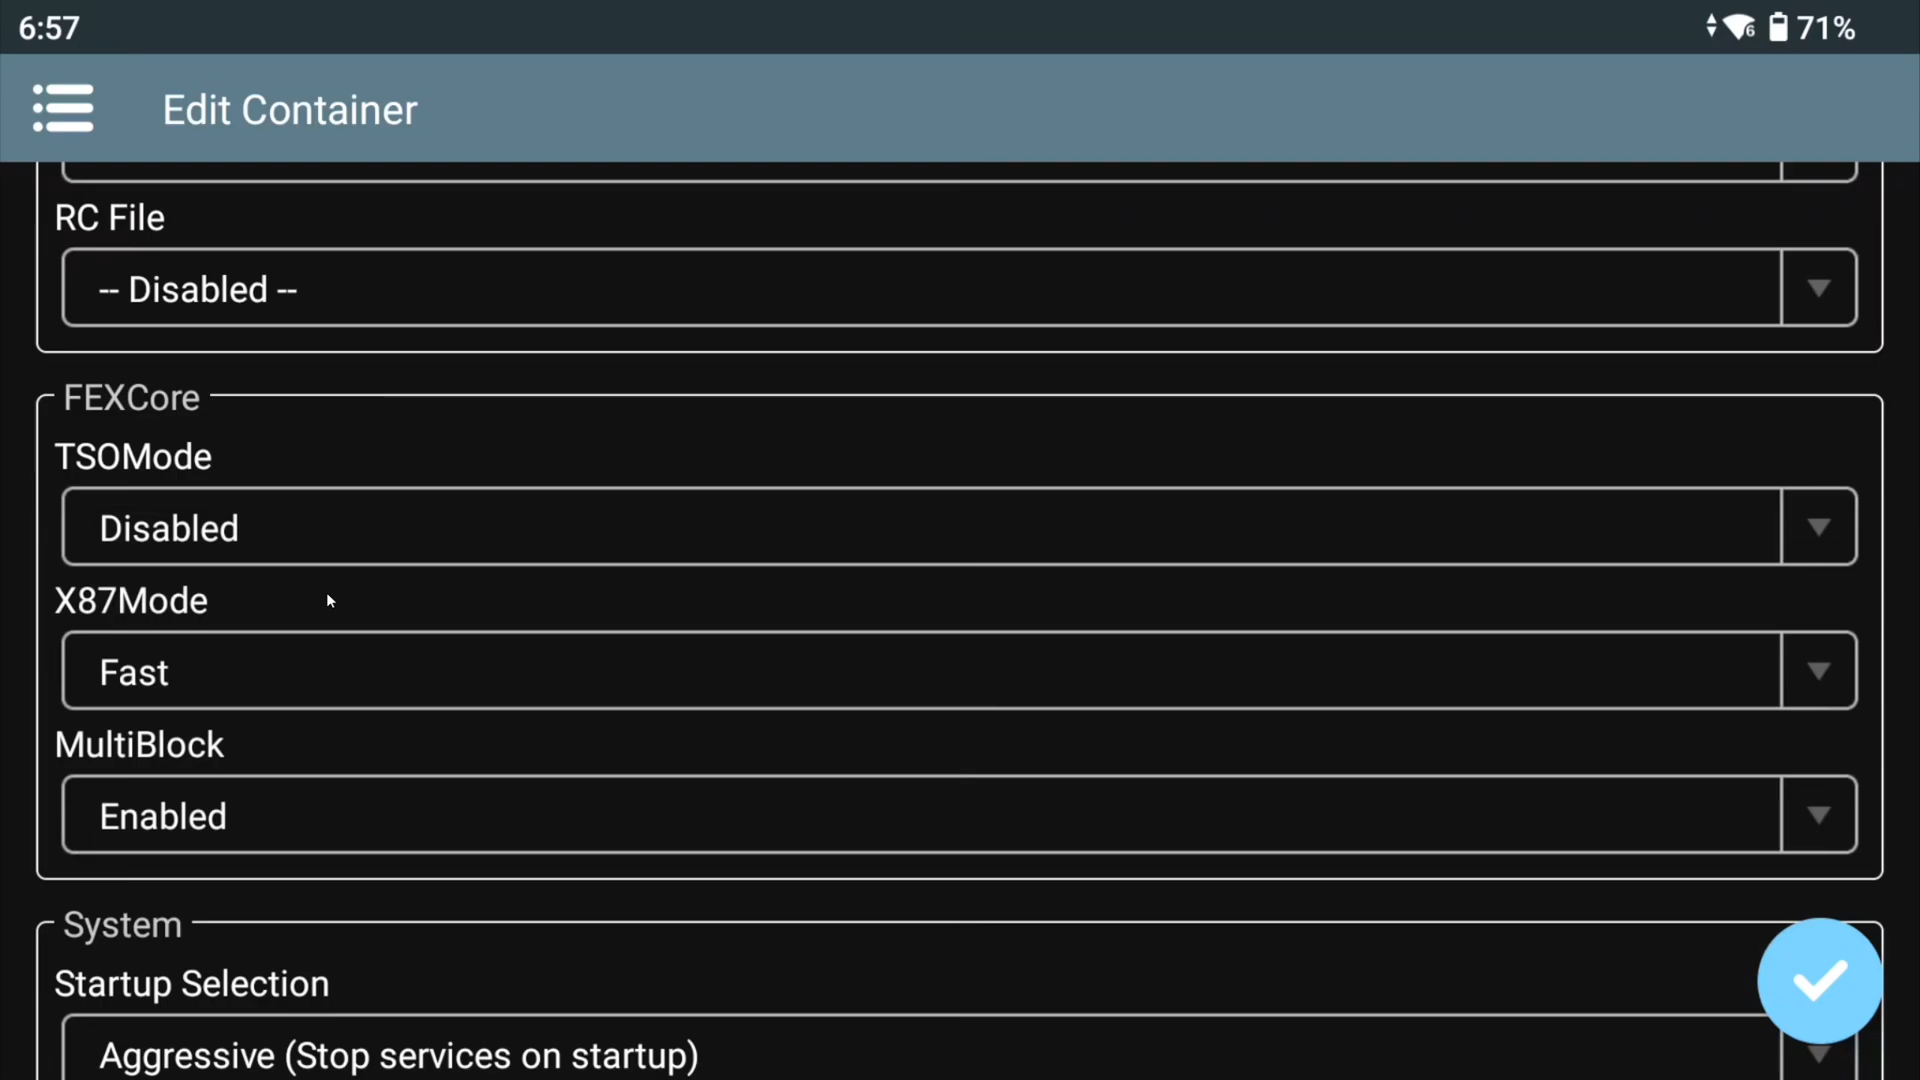 6:57
6
71%
Edit Container
RC File
-- Disabled --
FEXCore
TSOMode
Disabled
X87Mode
Fast
MultiBlock
Enabled
System
Startup Selection
Aggressive (Stop services on startup)